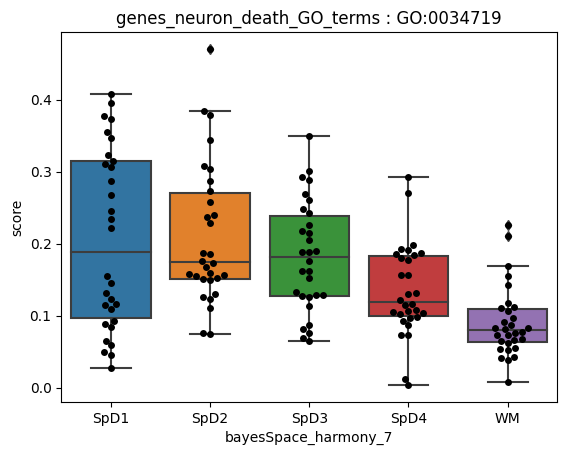 genes_neuron_death_GO_terms : GO:0034719
score
0.4
0.3
0.2
0.1
0.0
SpD1 SpD2 SpD3 SpD4 WM
bayesSpace_harmony_7